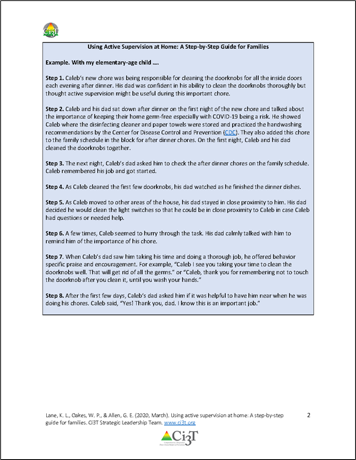 Using Active Supervision at Home: A Step-by-Step Guide for Families
Example. With my elementary-age child ….
Step 1. Caleb's new chore was being responsible for cleaning the doorknobs for all the inside doors
each evening after dinner. His dad was confident in his ability to clean the doorknobs thoroughly but
thought active supervision might be useful during this important chore.
Step 2. Caleb and his dad sat down after dinner on the first night of the new chore and talked about
the importance of keeping their home germ-free especially with COVID-19 being a risk. He showed
Caleb where the disinfecting cleaner and paper towels were stored and practiced the handwashing
recommendations by the Center for Disease Control and Prevention (CDC). They also added this chore
to the family schedule in the block for after dinner chores. On the first night, Caleb and his dad
cleaned the doorknobs together.
Step 3. The next night, Caleb's dad asked him to check the after dinner chores on the family schedule.
Caleb remembered his job and got started.
Step 4. As Caleb cleaned the first few doorknobs, his dad watched as he finished the dinner dishes.
Step 5. As Caleb moved to other areas of the house, his dad stayed in close proximity to him. His dad
decided he would clean the light switches so that he could be in close proximity to Caleb in case Caleb
had questions or needed help.
Step 6. A few times, Caleb seemed to hurry through the task. His dad calmly talked with him to
remind him of the importance of his chore.
Step 7. When Caleb's dad saw him taking his time and doing a thorough job, he offered behavior
specific praise and encouragement. For example, "Caleb I see you taking your time to clean the
doorknobs well. That will get rid of all the germs." or "Caleb, thank you for remembering not to touch
the doorknob after you clean it, until you wash your hands."
Step 8. After the first few days, Caleb's dad asked him if it was helpful to have him near when he was
doing his chores. Caleb said, "Yes! Thank you, dad. I know this is an important job."
Lane, K. L., Oakes, W. P., & Allen, G. E. (2020, March). Using active supervision at home: A step-by-step 2
guide for families. Ci3T Strategic Leadership Team. www.ci3t.org
Ci3T